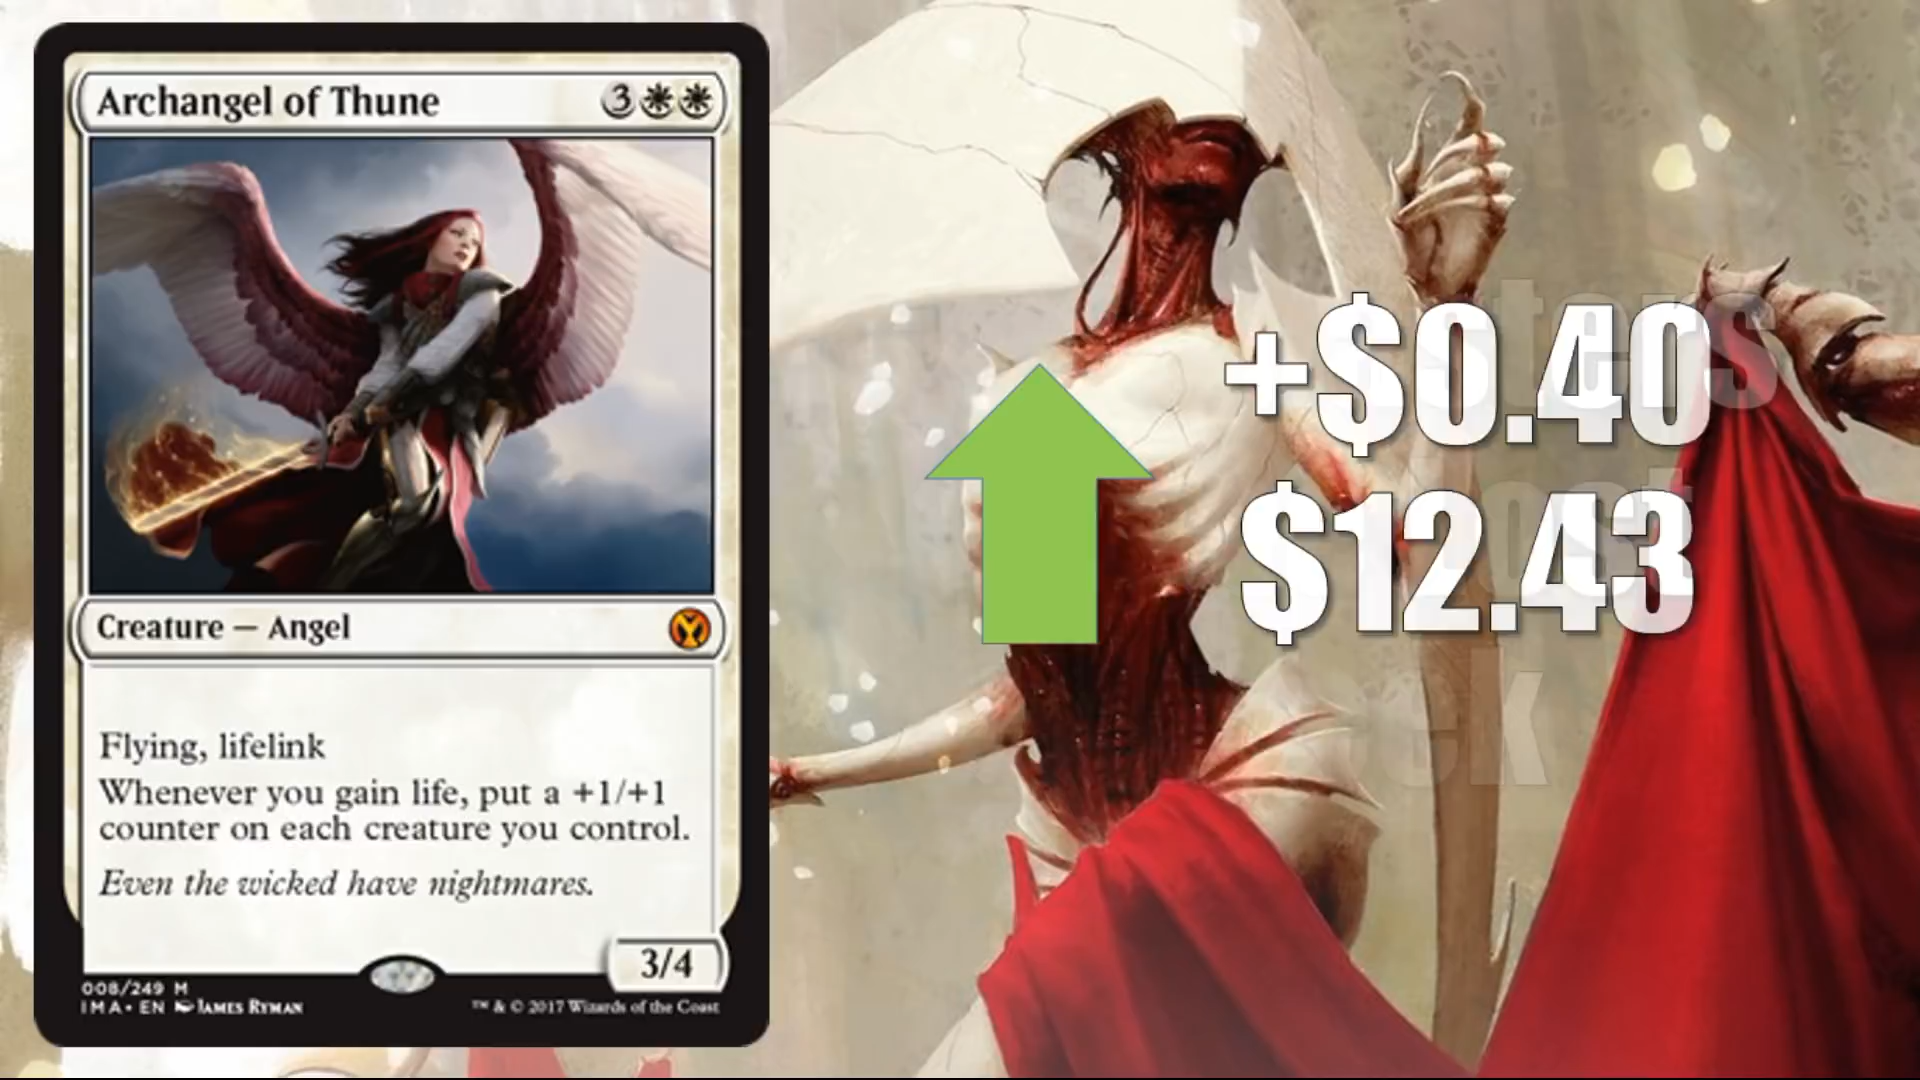 Archangel of Thune 3
Creature — Angel
Flying, lifelink
Whenever you gain life, put a +1/+1
counter on each creature you control.
Even the wicked have nightmares.
3/4
008/249 M
IMA • EN JAMES RYMAN
™ & © 2017 Wizards of the Coast
+$0.40
$12.43